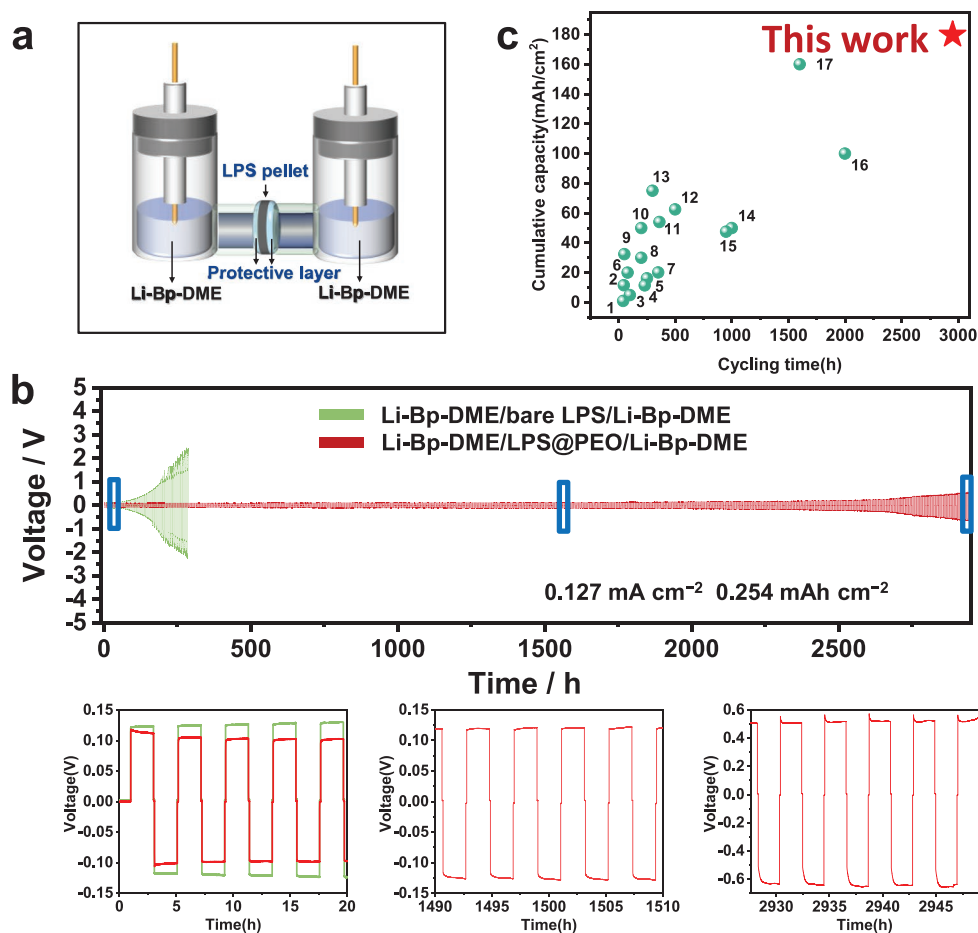 a
LPS pellet
Protective layer
Li-Bp-DME
Li-Bp-DME
c
This work
Cumulative capacity(mAh/cm²)
180
160
140
120
100
80
60
40
20
0
17
16
13
12
10
11
14
15
9
8
6
7
2
5
3
4
1
0 500 1000 1500 2000 2500 3000
Cycling time(h)
b
Voltage / V
5
4
3
2
1
0
-1
-2
-3
-4
-5
Li-Bp-DME/bare LPS/Li-Bp-DME
Li-Bp-DME/LPS@PEO/Li-Bp-DME
0.127 mA cm⁻² 0.254 mAh cm⁻²
0 500 1000 1500 2000 2500
Time / h
Voltage(V)
0.15
0.10
0.05
0.00
-0.05
-0.10
-0.15
0 5 10 15 20
Time(h)
Voltage(V)
0.15
0.10
0.05
0.00
-0.05
-0.10
-0.15
1490 1495 1500 1505 1510
Time(h)
Voltage(V)
0.6
0.4
0.2
0.0
-0.2
-0.4
-0.6
2930 2935 2940 2945
Time(h)